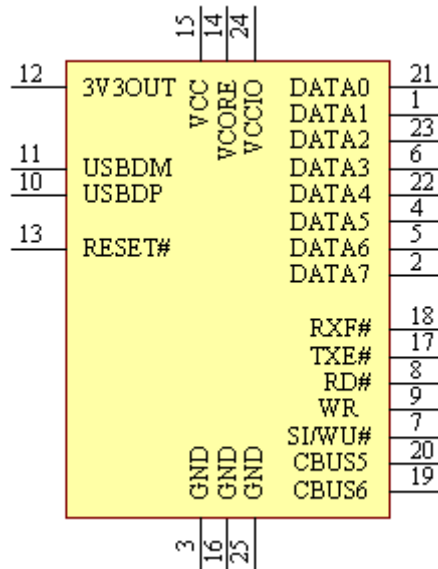 15 14 24
VCC VCORE VCCIO
12 3V3OUT DATA0 21
DATA1 1
DATA2 23
11 USBDM DATA3 6
10 USBDP DATA4 22
DATA5 4
13 RESET# DATA6 5
DATA7 2
RXF# 18
TXE# 17
RD# 8
WR 9
SI/WU# 7
CBUS5 20
CBUS6 19
GND GND GND
3 16 25